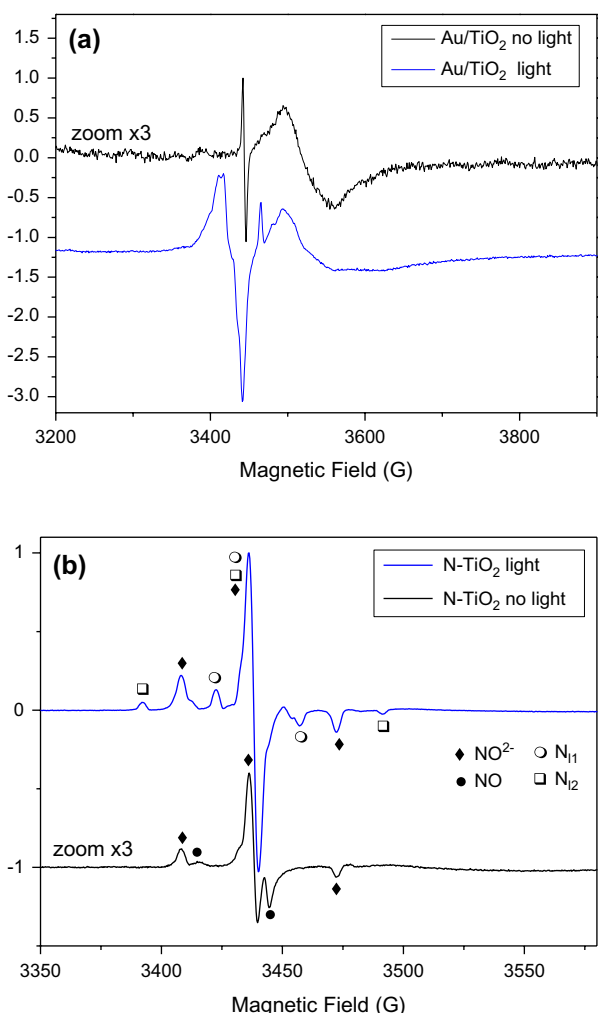 (a)
Au/TiO₂ no light
Au/TiO₂ light
zoom x3
1.5
1.0
0.5
0.0
-0.5
-1.0
-1.5
-2.0
-2.5
-3.0
3200 3400 3600 3800
Magnetic Field (G)
(b)
N-TiO₂ light
N-TiO₂ no light
1
0
-1
NO²⁻ N_I1
NO N_I2
zoom x3
3350 3400 3450 3500 3550
Magnetic Field (G)